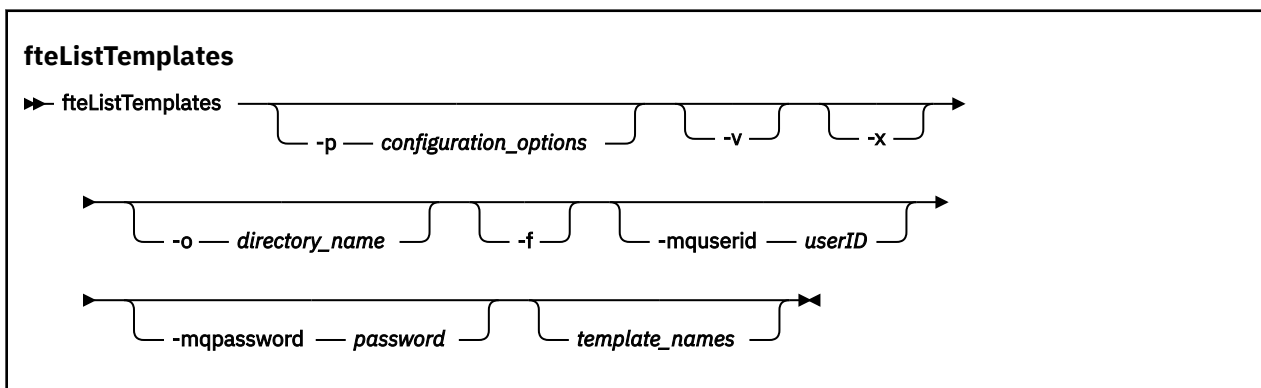 fteListTemplates
fteListTemplates -p configuration_options -v -x
-o directory_name -f -mquserid userID
-mqpassword password template_names